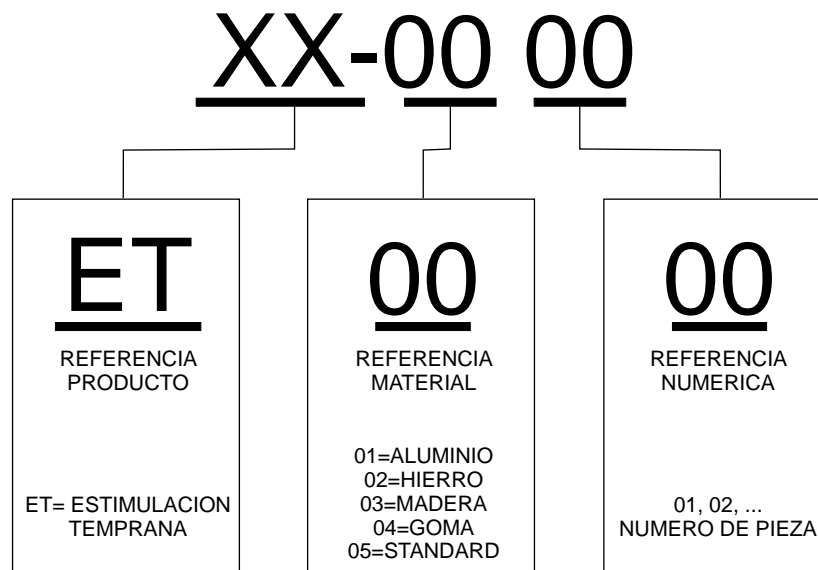 XX-00 00
ET
REFERENCIA
PRODUCTO
ET= ESTIMULACION
TEMPRANA
00
REFERENCIA
MATERIAL
01=ALUMINIO
02=HIERRO
03=MADERA
04=GOMA
05=STANDARD
00
REFERENCIA
NUMERICA
01, 02, ...
NUMERO DE PIEZA